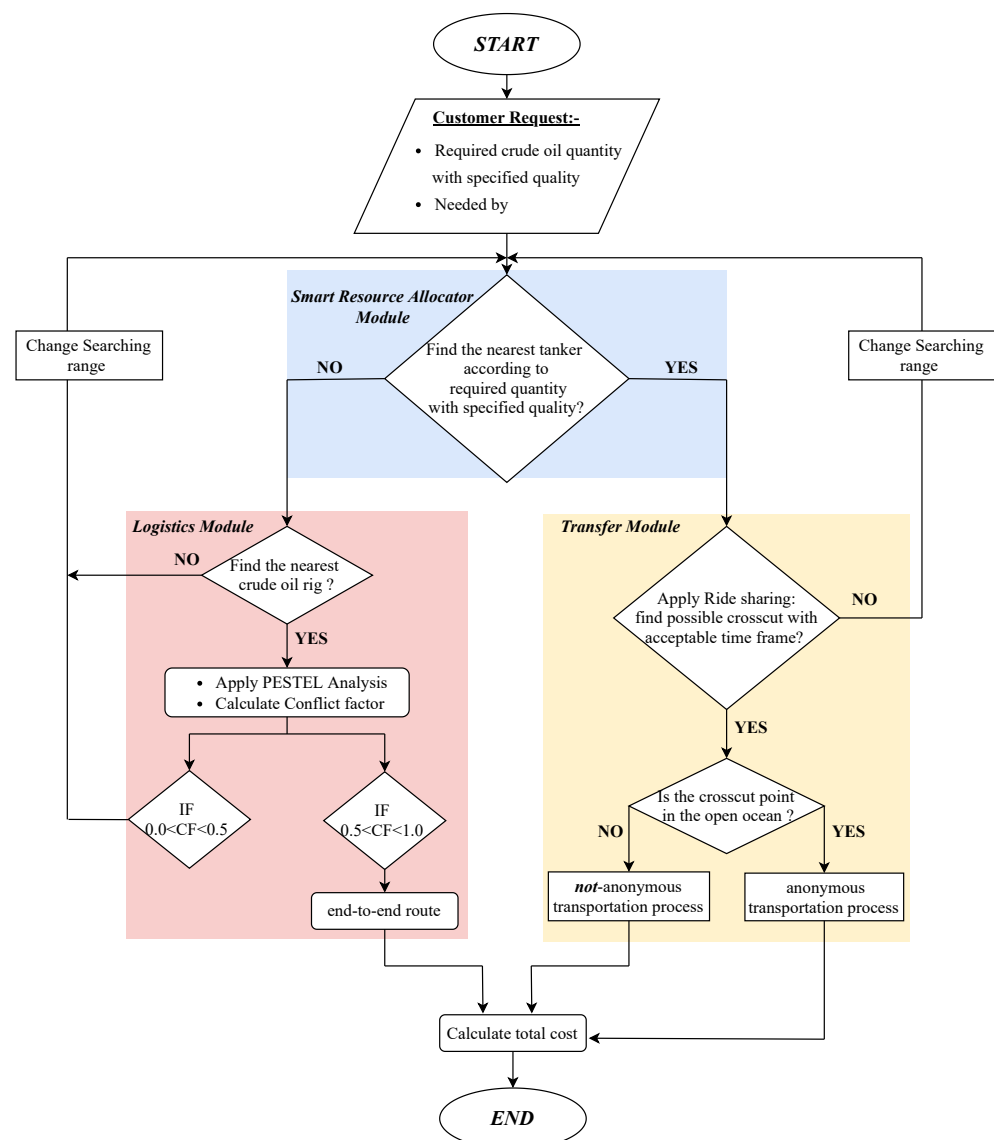 START
Customer Request:-
• Required crude oil quantity
with specified quality
• Needed by
Smart Resource Allocator
Module
Change Searching
range
NO
Find the nearest tanker
according to
required quantity
with specified quality?
YES
Change Searching
range
Logistics Module
NO
Find the nearest
crude oil rig ?
YES
• Apply PESTEL Analysis
• Calculate Conflict factor
IF
0.0<CF<0.5
IF
0.5<CF<1.0
end-to-end route
Transfer Module
Apply Ride sharing:
find possible crosscut with
acceptable time frame?
NO
YES
Is the crosscut point
in the open ocean ?
NO
YES
not-anonymous
transportation process
anonymous
transportation process
Calculate total cost
END